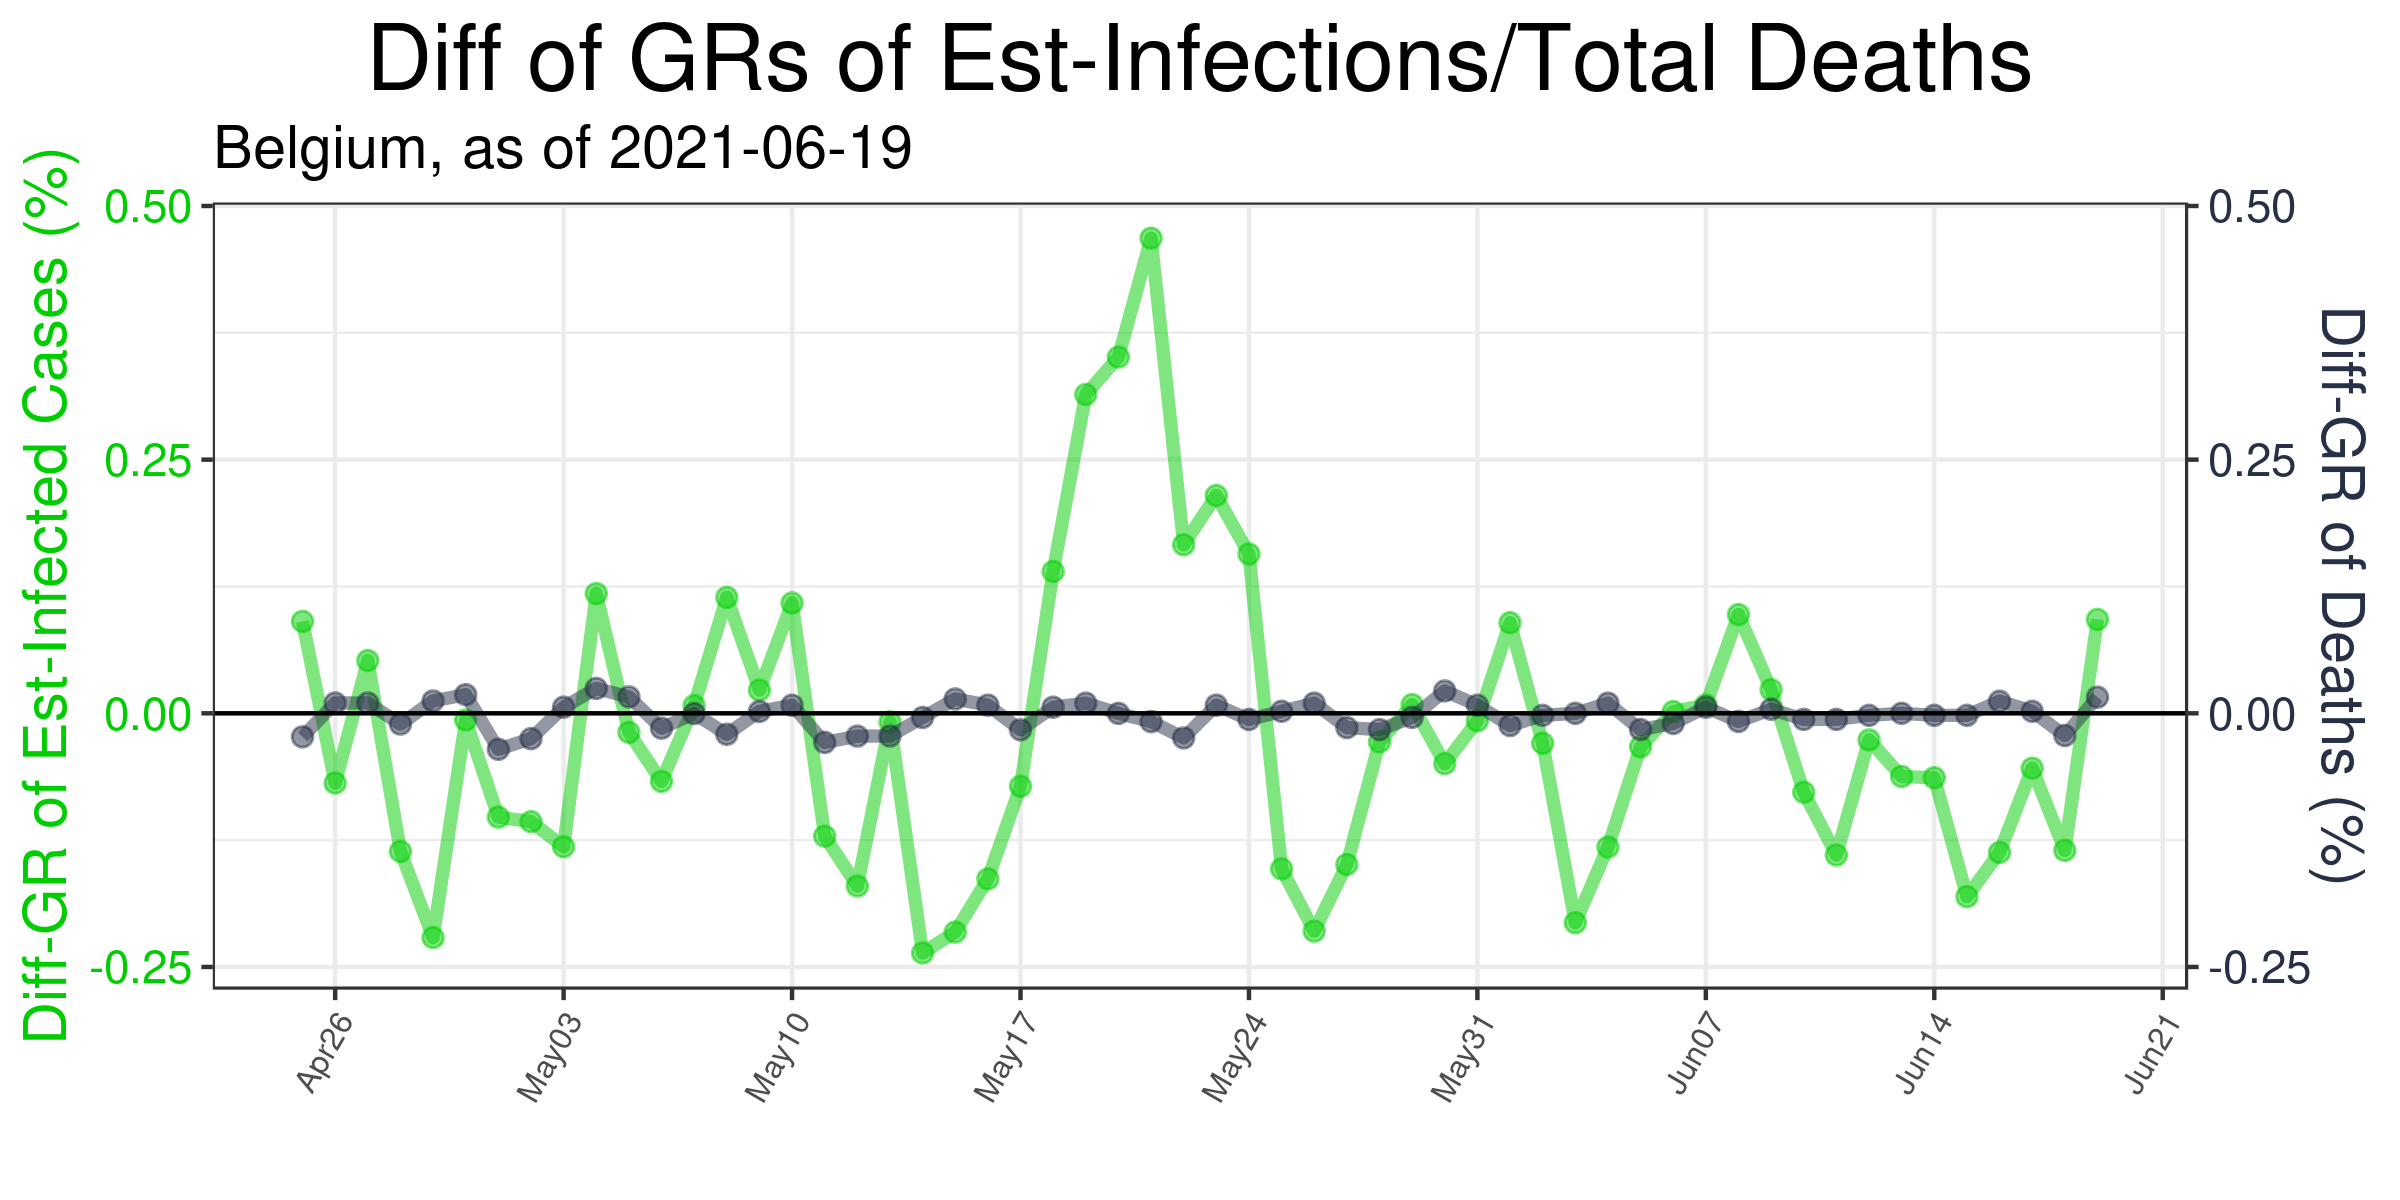 Diff of GRs of Est-Infections/Total Deaths
Belgium, as of 2021-06-19
Diff-GR of Est-Infected Cases (%)
0.50
0.25
0.00
-0.25
0.50
0.25
0.00
-0.25
Diff-GR of Deaths (%)
Apr26
May03
May10
May17
May24
May31
Jun07
Jun14
Jun21